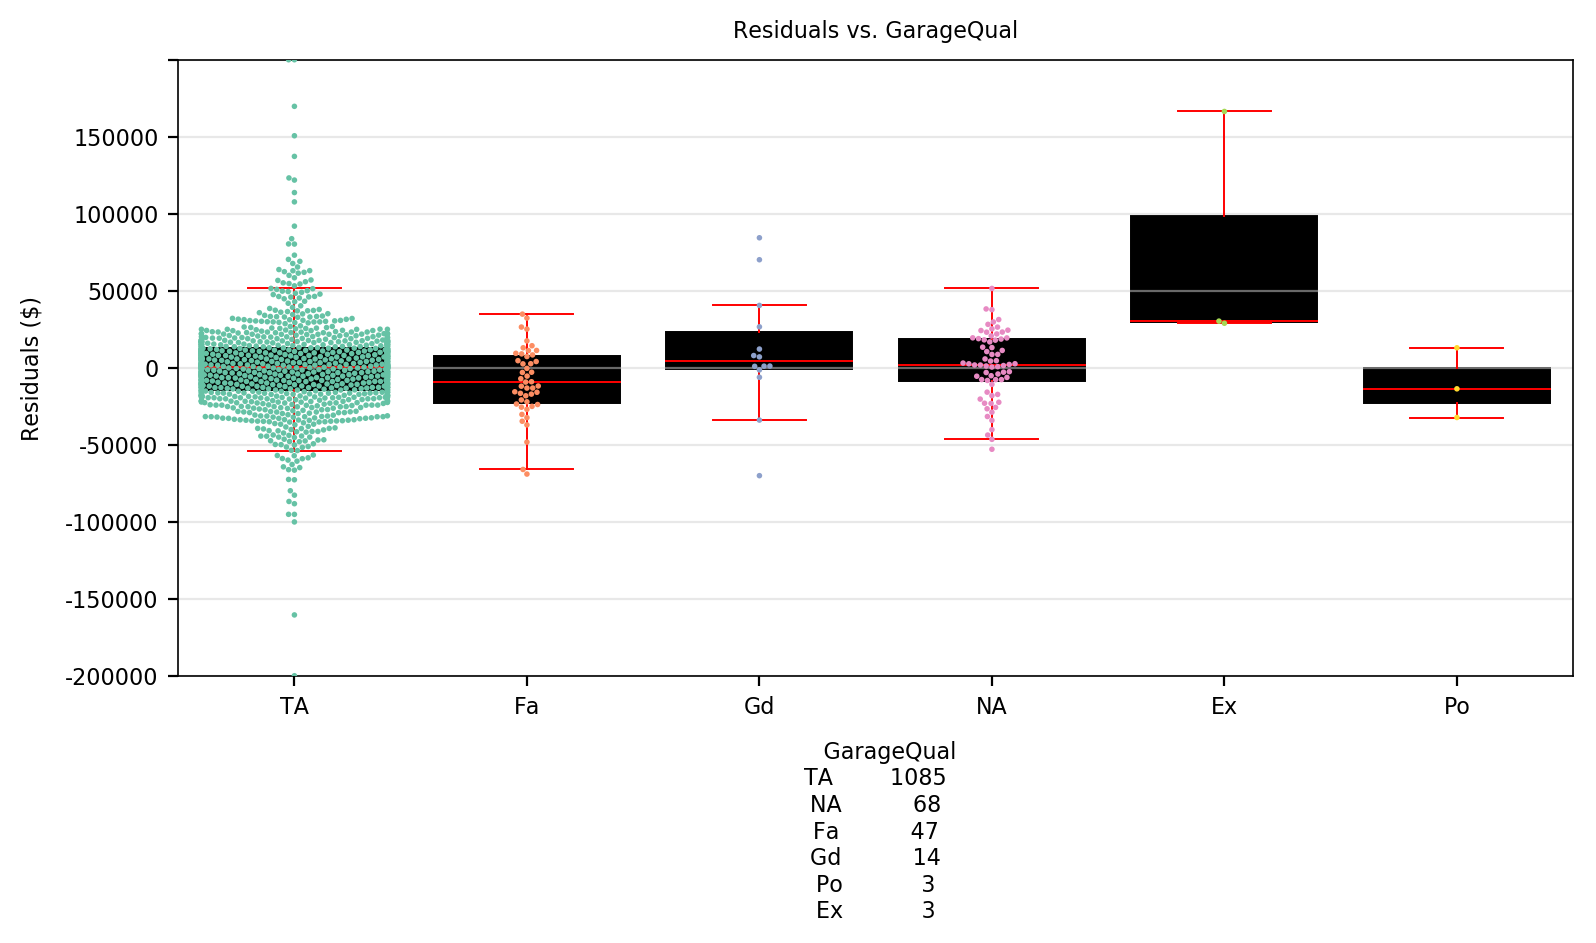 Residuals vs. GarageQual
150000
100000
50000
0
-50000
-100000
-150000
-200000
Residuals ($)
TA Fa Gd NA Ex Po
GarageQual
TA 1085
NA 68
Fa 47
Gd 14
Po 3
Ex 3